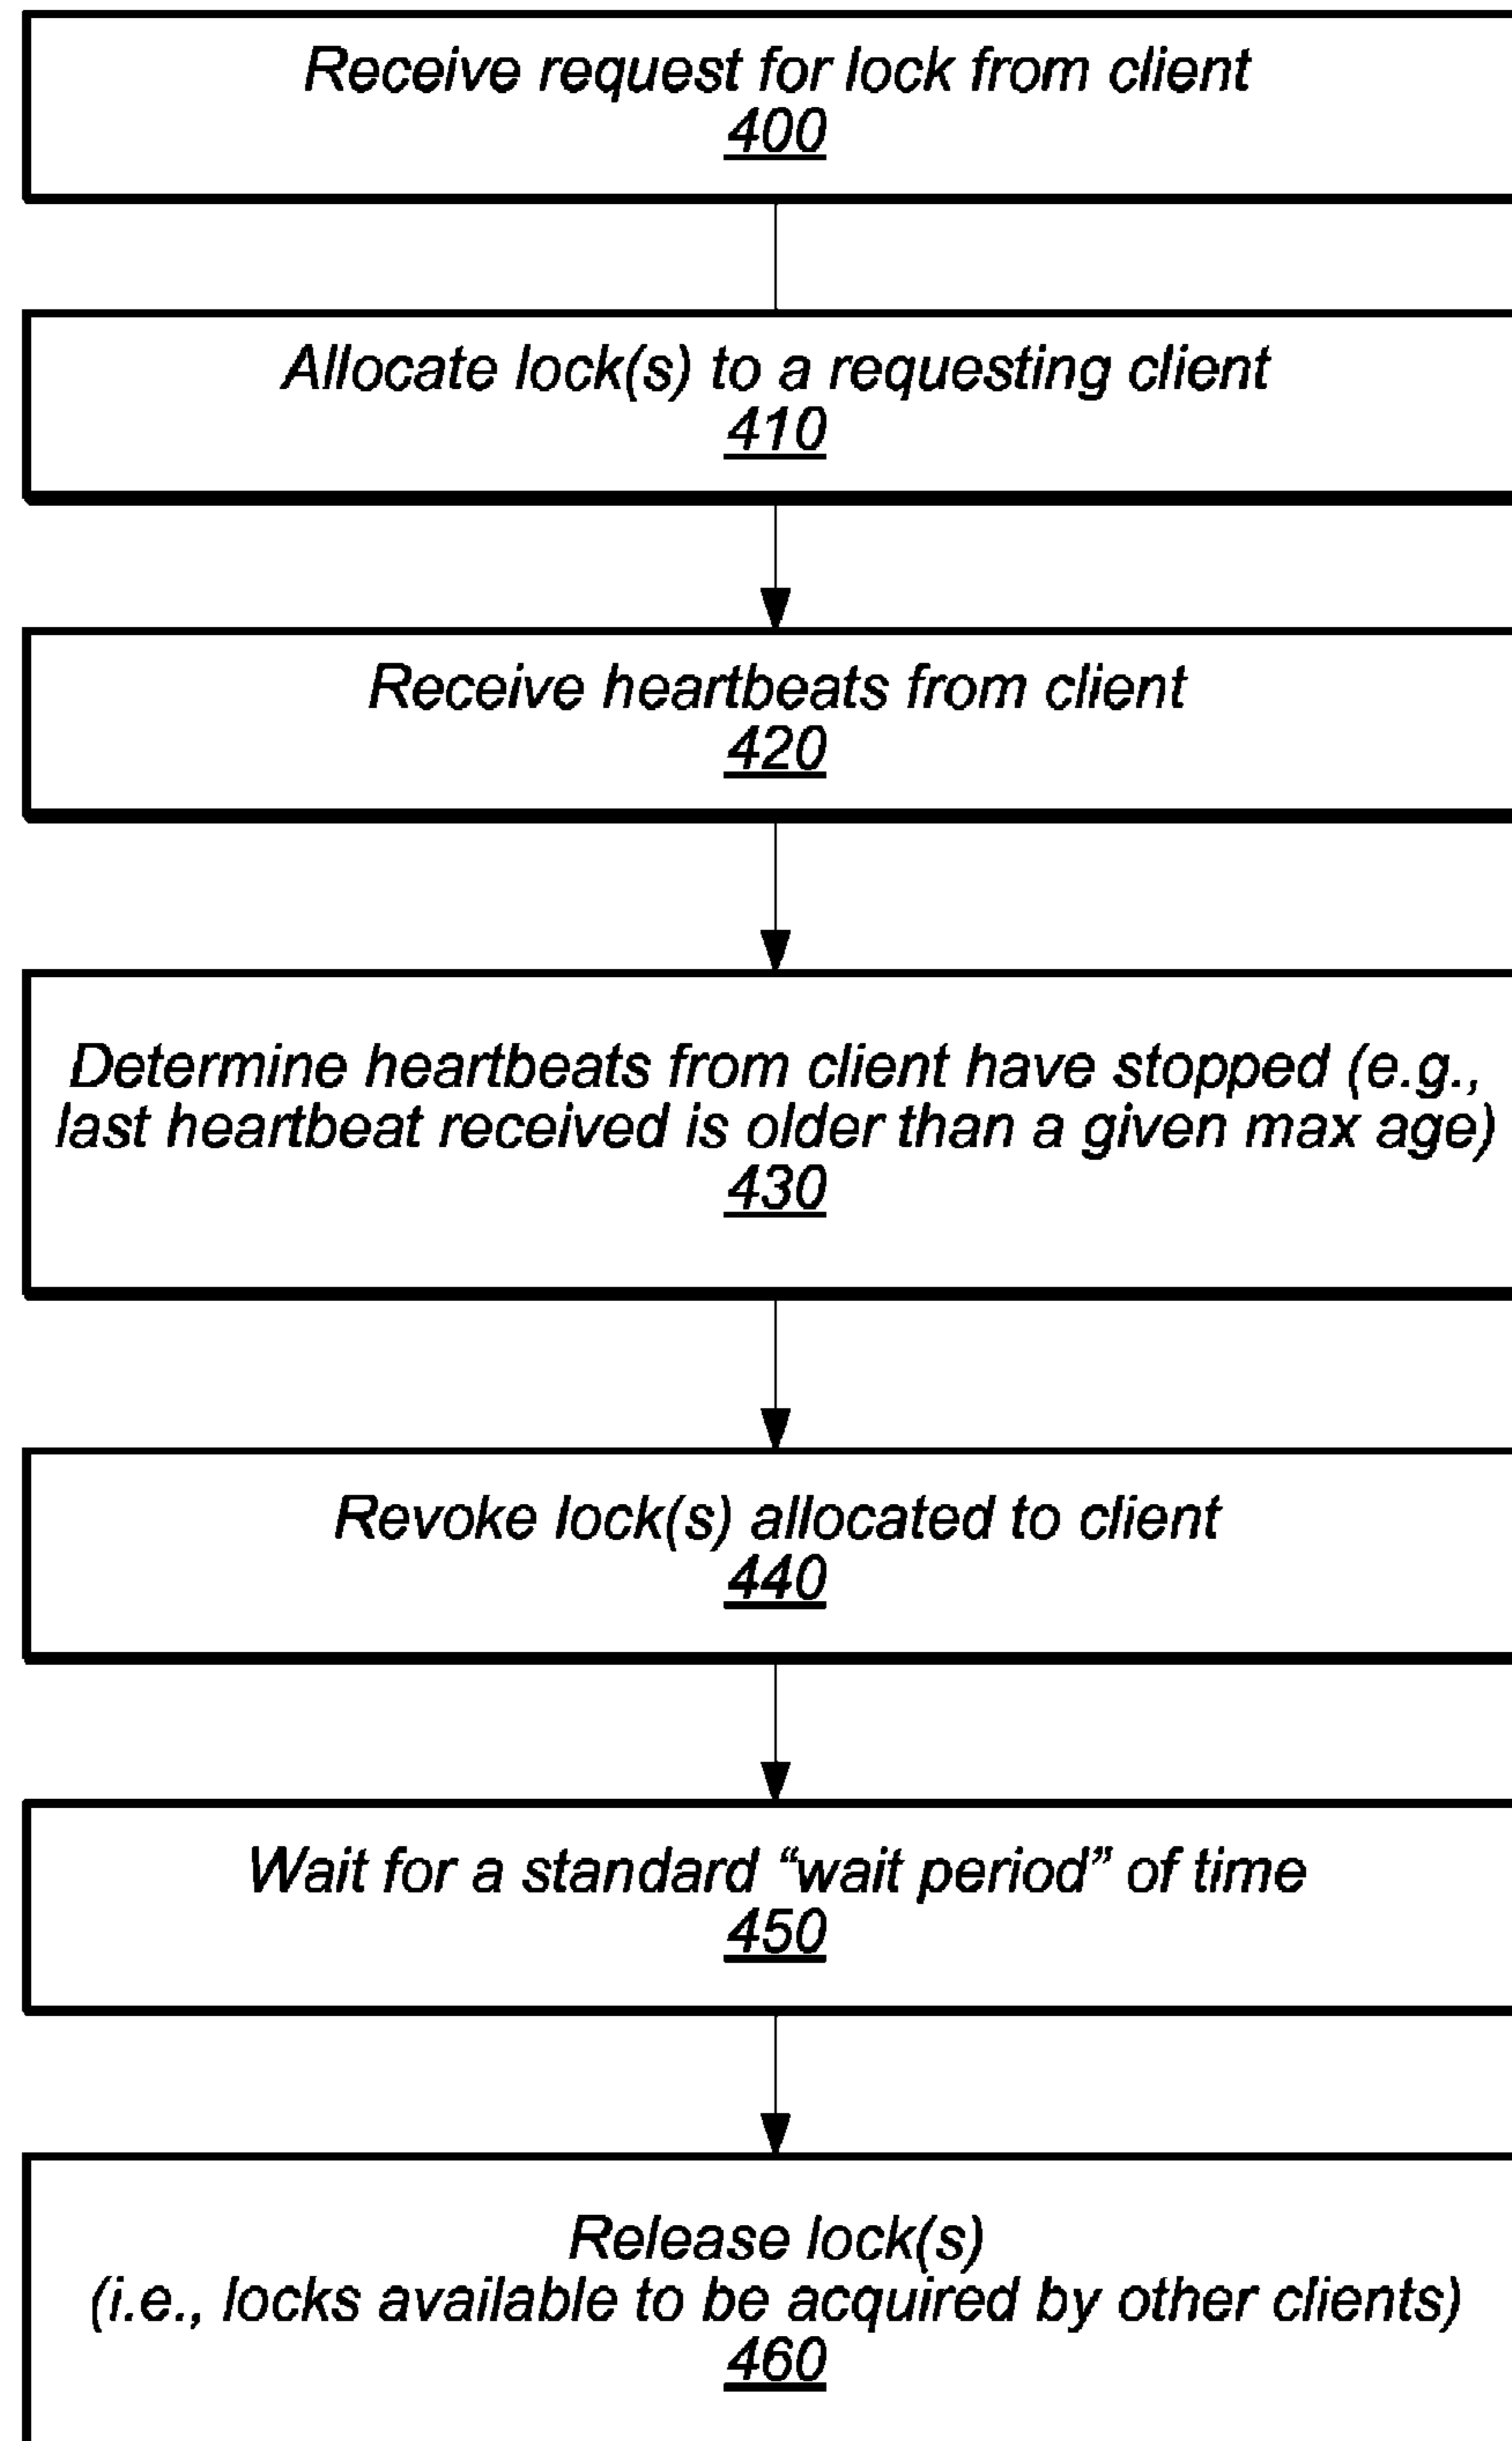 Receive request for lock from client
400
Allocate lock(s) to a requesting client
410
Receive heartbeats from client
420
Determine heartbeats from client have stopped (e.g.,
last heartbeat received is older than a given max age)
430
Revoke lock(s) allocated to client
440
Wait for a standard “wait period” of time
450
Release lock(s)
(i.e., locks available to be acquired by other clients)
460